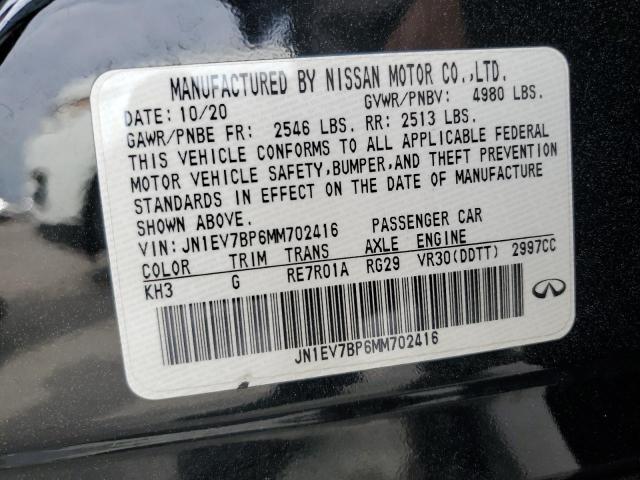 MANUFACTURED BY NISSAN MOTOR CO.,LTD.
DATE: 10/20 GVWR/PNBV: 4980 LBS.
GAWR/PNBE FR: 2546 LBS. RR: 2513 LBS.
THIS VEHICLE CONFORMS TO ALL APPLICABLE FEDERAL
MOTOR VEHICLE SAFETY, BUMPER, AND THEFT PREVENTION
STANDARDS IN EFFECT ON THE DATE OF MANUFACTURE
SHOWN ABOVE.
VIN: JN1EV7BP6MM702416 PASSENGER CAR
COLOR TRIM TRANS AXLE ENGINE
KH3 G RE7R01A RG29 VR30(DDTT) 2997CC
JN1EV7BP6MM702416